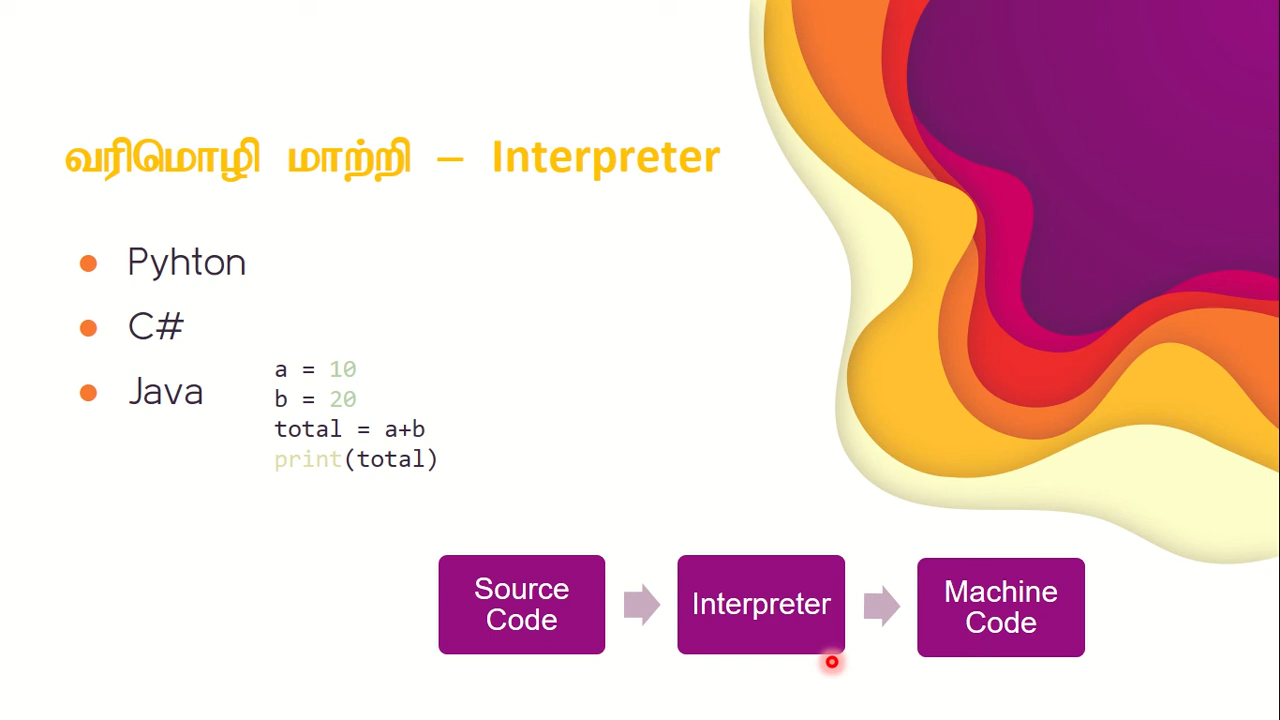 வரிமொழி மாற்றி – Interpreter
Pyhton
C#
Java
a = 10
b = 20
total = a+b
print(total)
Source
Code
Interpreter
Machine
Code